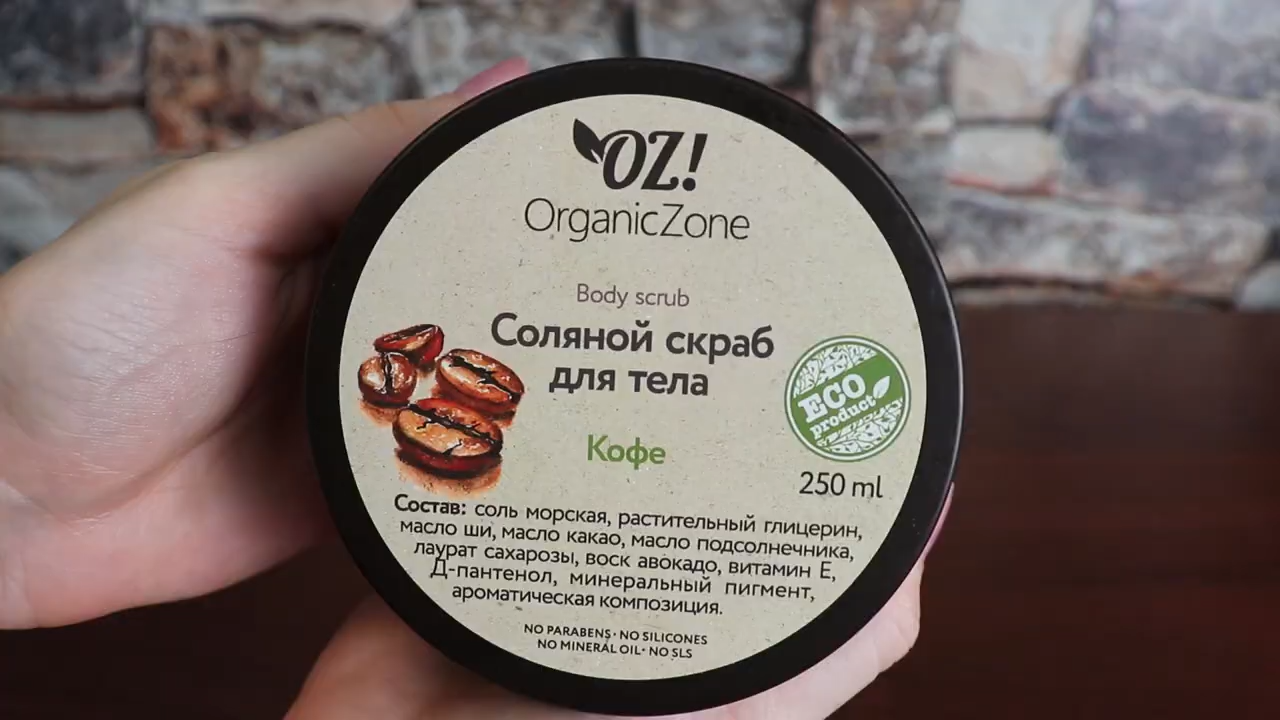 OZ!
OrganicZone
Body scrub
Соляной скраб
для тела
Кофе
ECO
product
250 ml
Состав: соль морская, растительный глицерин,
масло ши, масло какао, масло подсолнечника,
лаурат сахарозы, воск авокадо, витамин Е,
Д-пантенол, минеральный пигмент,
ароматическая композиция.
NO PARABENS · NO SILICONES
NO MINERAL OIL · NO SLS